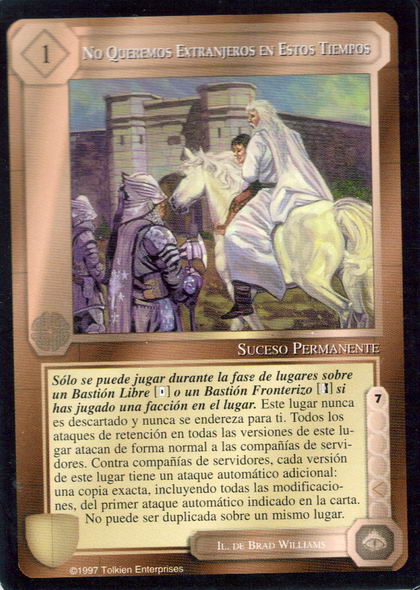 1
No Queremos Extranjeros en Estos Tiempos
Suceso Permanente
Sólo se puede jugar durante la fase de lugares sobre
un Bastión Libre [ ] o un Bastión Fronterizo [ ] si
has jugado una facción en el lugar. Este lugar nunca
es descartado y nunca se endereza para ti. Todos los
ataques de retención en todas las versiones de este lu-
gar atacan de forma normal a las compañías de servi-
dores. Contra compañías de servidores, cada versión
de este lugar tiene un ataque automático adicional:
una copia exacta, incluyendo todas las modificacio-
nes, del primer ataque automático indicado en la carta.
No puede ser duplicada sobre un mismo lugar.
7
Il. de Brad Williams
©1997 Tolkien Enterprises